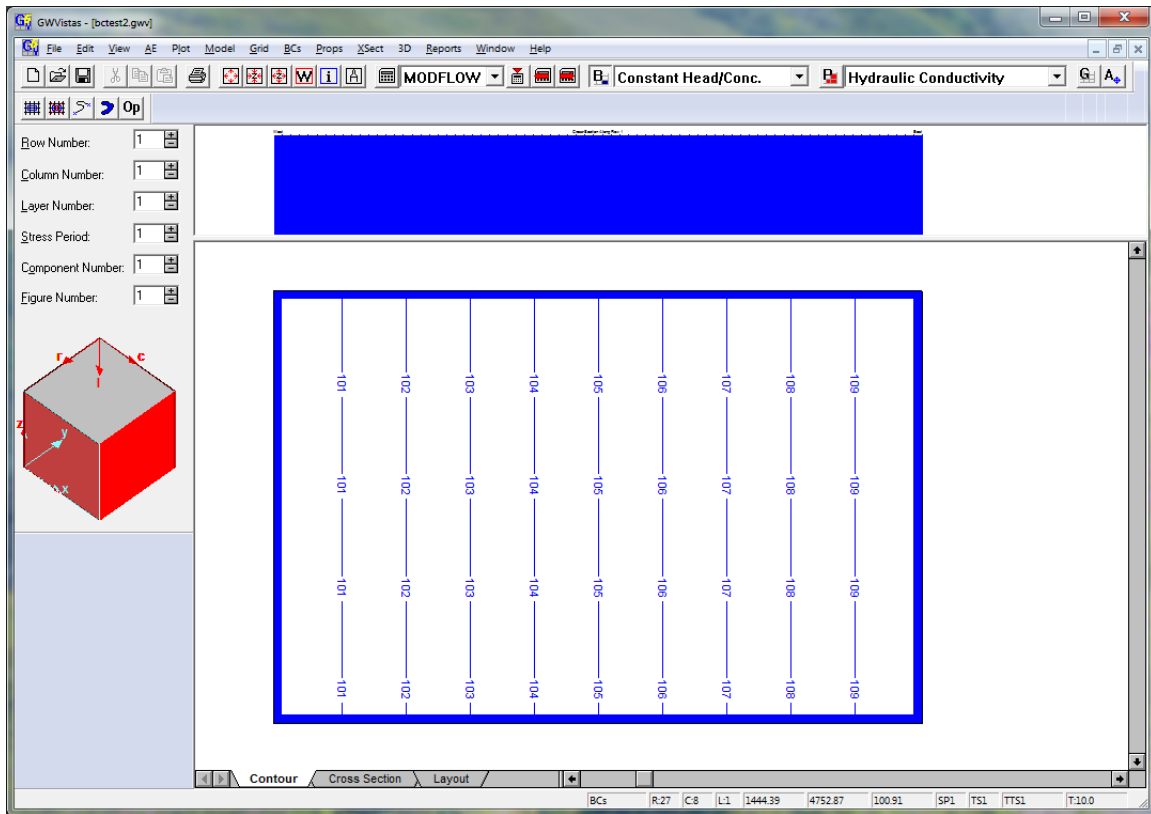 GWVistas - [bctest2.gwv]
File Edit View AE Plot Model Grid BCs Props XSect 3D Reports Window Help
W i A MODFLOW B Constant Head/Conc. B Hydraulic Conductivity G A
Op
Row Number: 1
Column Number: 1
Layer Number: 1
Stress Period: 1
Component Number: 1
Figure Number: 1
r c
l
z y
x
101 102 103 104 105 106 107 108 109
101 102 103 104 105 106 107 108 109
101 102 103 104 105 106 107 108 109
101 102 103 104 105 106 107 108 109
Contour Cross Section Layout
BCs R:27 C:8 L:1 1444.39 4752.87 100.91 SP1 TS1 TTS1 T:10.0